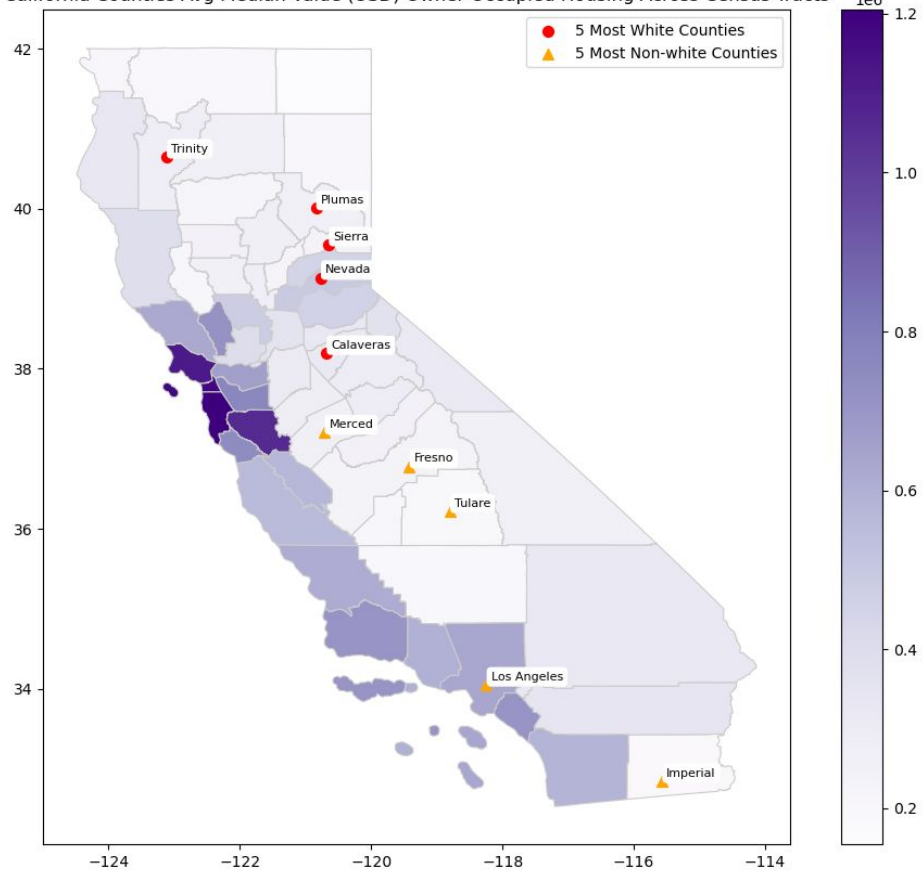 California Counties Avg Median Value (USD) Owner Occupied Housing Across Census Tracts
1e6
5 Most White Counties
5 Most Non-white Counties
42
40
38
36
34
Trinity
Plumas
Sierra
Nevada
Calaveras
Merced
Fresno
Tulare
Los Angeles
Imperial
1.2
1.0
0.8
0.6
0.4
0.2
−124
−122
−120
−118
−116
−114